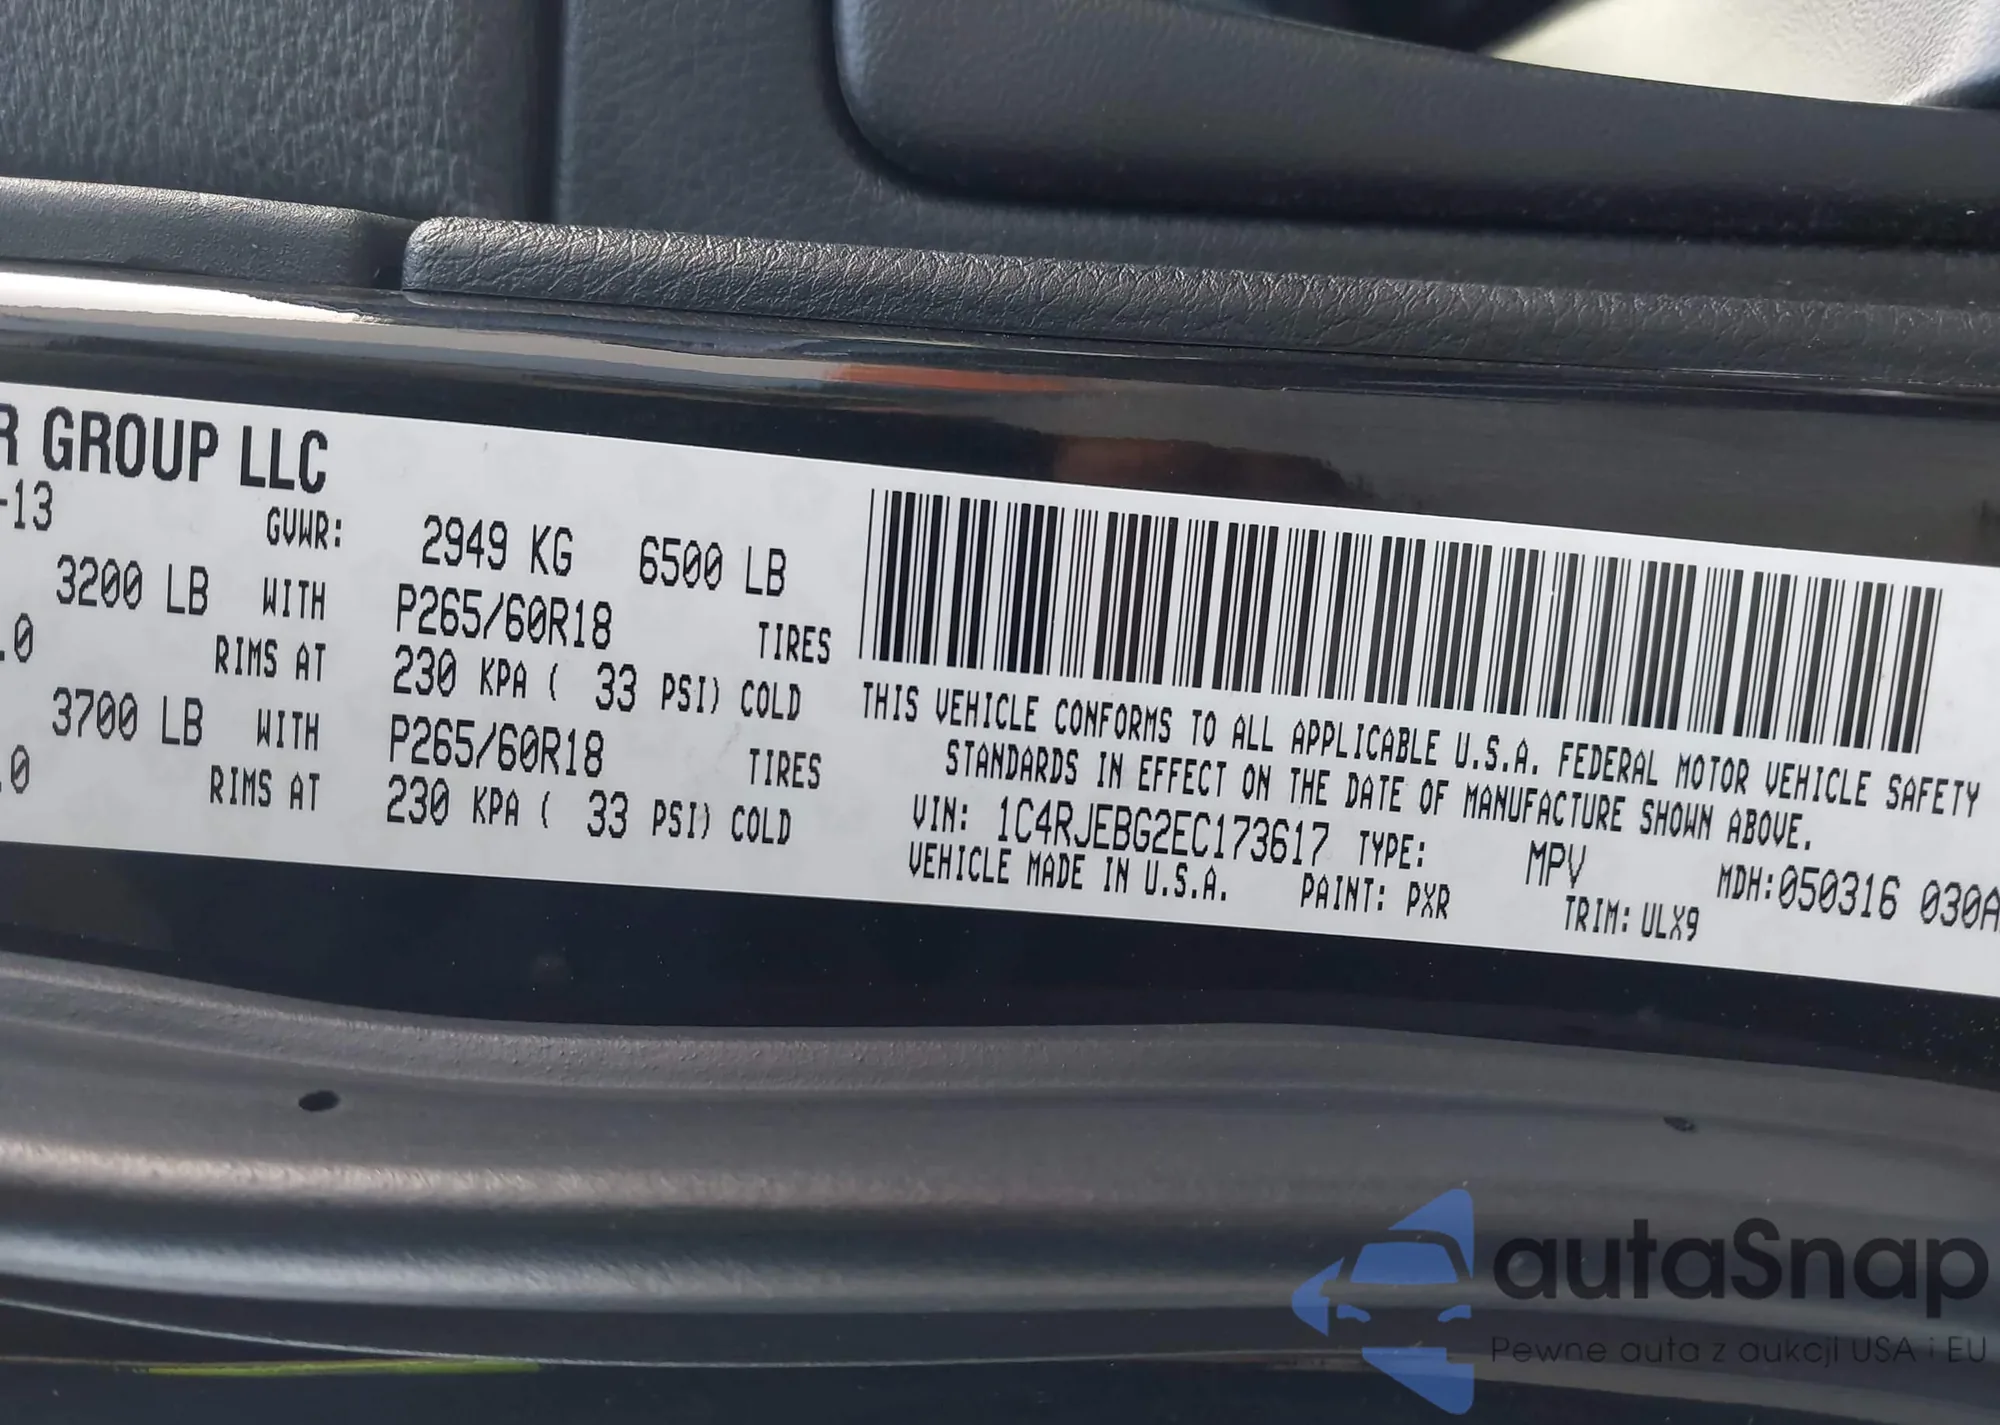 R GROUP LLC
-13 GVWR: 2949 KG 6500 LB
3200 LB WITH P265/60R18 TIRES
.0 RIMS AT 230 KPA ( 33 PSI) COLD
3700 LB WITH P265/60R18 TIRES
.0 RIMS AT 230 KPA ( 33 PSI) COLD
THIS VEHICLE CONFORMS TO ALL APPLICABLE U.S.A. FEDERAL MOTOR VEHICLE SAFETY
STANDARDS IN EFFECT ON THE DATE OF MANUFACTURE SHOWN ABOVE.
VIN: 1C4RJEBG2EC173617 TYPE: MPV MDH:050316 030A
VEHICLE MADE IN U.S.A. PAINT: PXR TRIM: ULX9
autaSnap
Pewne auta z aukcji USA i EU